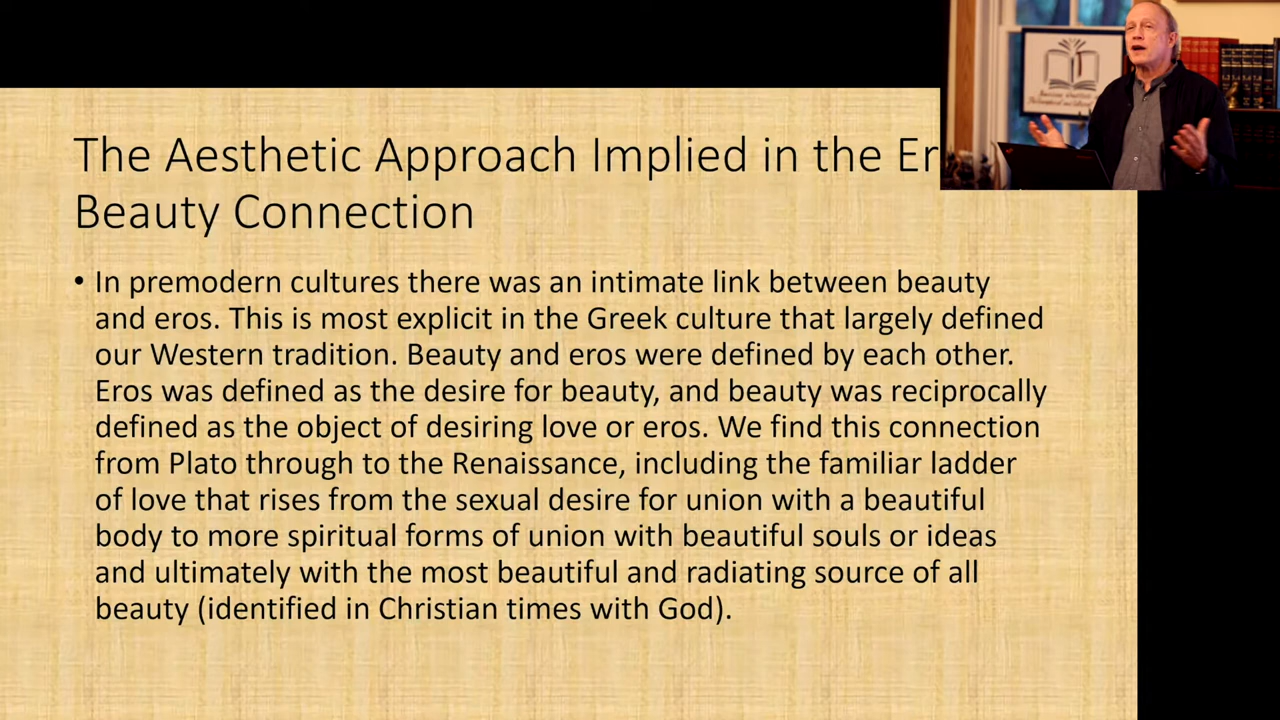 The Aesthetic Approach Implied in the
Beauty Connection
• In premodern cultures there was an intimate link between beauty
and eros. This is most explicit in the Greek culture that largely defined
our Western tradition. Beauty and eros were defined by each other.
Eros was defined as the desire for beauty, and beauty was reciprocally
defined as the object of desiring love or eros. We find this connection
from Plato through to the Renaissance, including the familiar ladder
of love that rises from the sexual desire for union with a beautiful
body to more spiritual forms of union with beautiful souls or ideas
and ultimately with the most beautiful and radiating source of all
beauty (identified in Christian times with God).